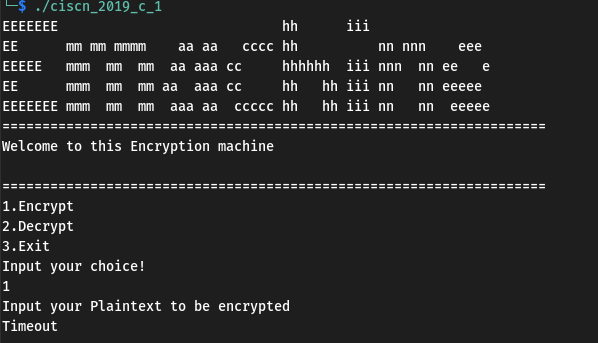 └─$ ./ciscn_2019_c_1
EEEEEEE                            hh      iii
EE      mm mm mmmm    aa aa   cccc hh          nn nnn    eee
EEEEE   mmm  mm  mm  aa aaa cc     hhhhhh  iii nnn  nn ee   e
EE      mmm  mm  mm aa  aaa cc     hh   hh iii nn   nn eeeee
EEEEEEE mmm  mm  mm  aaa aa  ccccc hh   hh iii nn   nn  eeeee
====================================================================
Welcome to this Encryption machine

====================================================================
1.Encrypt
2.Decrypt
3.Exit
Input your choice!
1
Input your Plaintext to be encrypted
Timeout